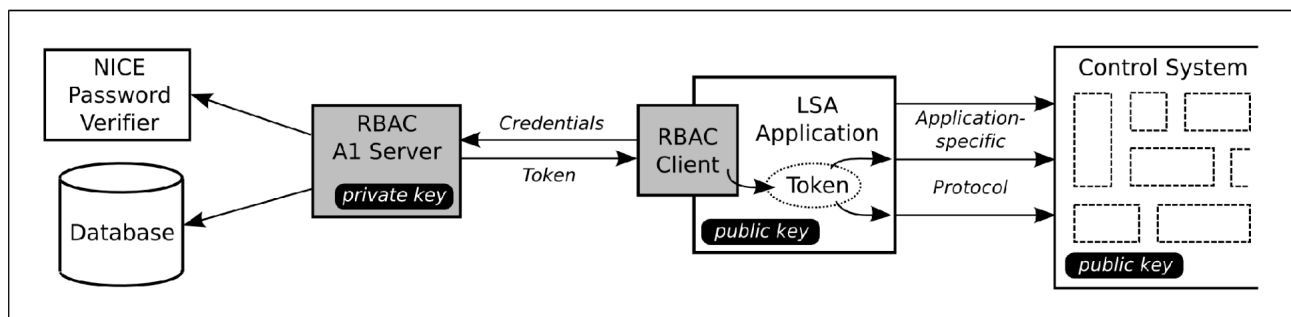 NICE
Password
Verifier
Database
RBAC
A1 Server
private key
Credentials
Token
RBAC
Client
LSA
Application
Token
public key
Application-
specific
Protocol
Control System
public key